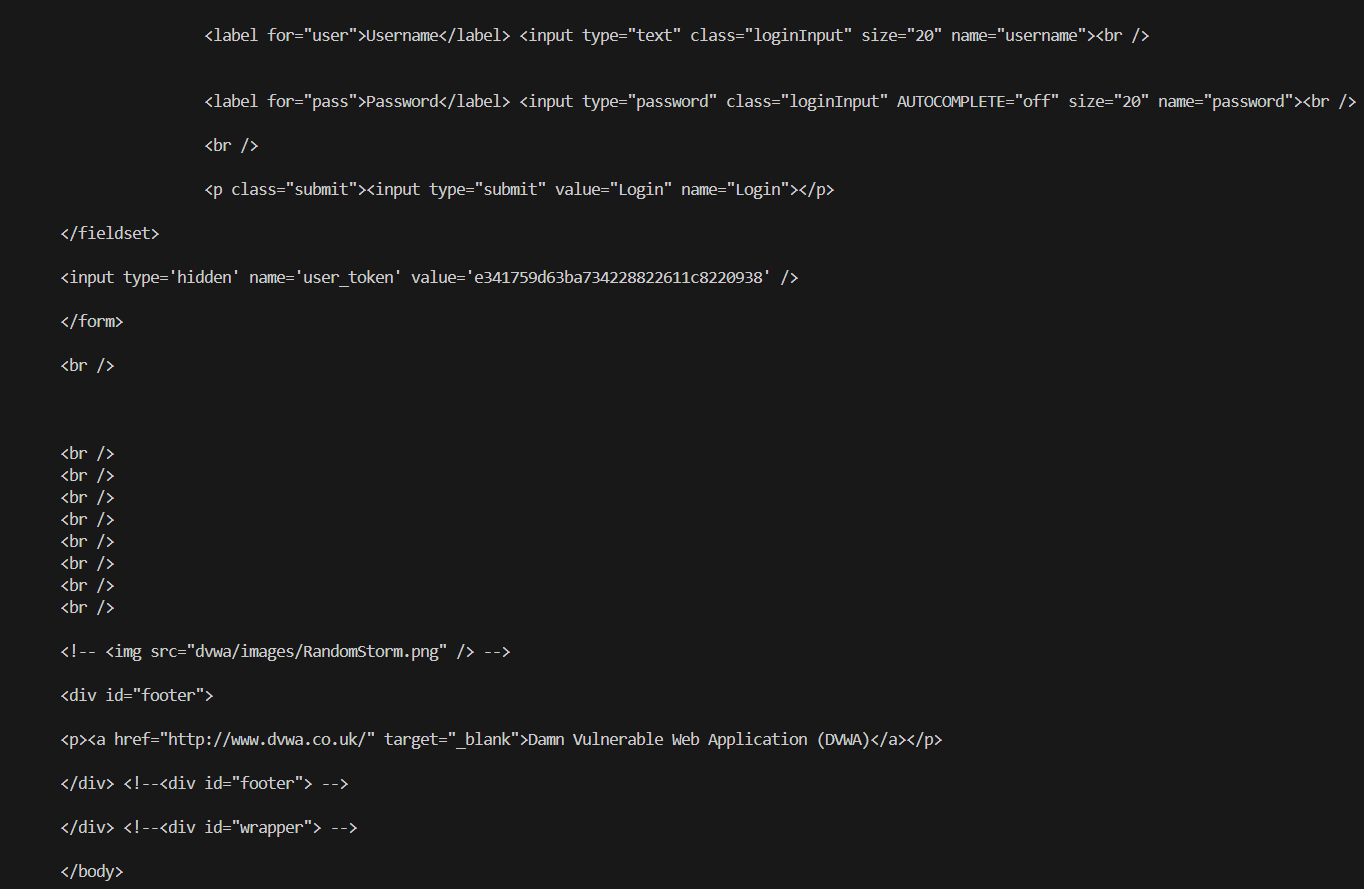 <label for="user">Username</label> <input type="text" class="loginInput" size="20" name="username"><br />
<label for="pass">Password</label> <input type="password" class="loginInput" AUTOCOMPLETE="off" size="20" name="password"><br />
<br />
<p class="submit"><input type="submit" value="Login" name="Login"></p>
</fieldset>
<input type='hidden' name='user_token' value='e341759d63ba734228822611c8220938' />
</form>
<br />
<br />
<br />
<br />
<br />
<br />
<br />
<br />
<br />
<!-- <img src="dvwa/images/RandomStorm.png" /> -->
<div id="footer">
<p><a href="http://www.dvwa.co.uk/" target="_blank">Damn Vulnerable Web Application (DVWA)</a></p>
</div> <!--<div id="footer"> -->
</div> <!--<div id="wrapper"> -->
</body>